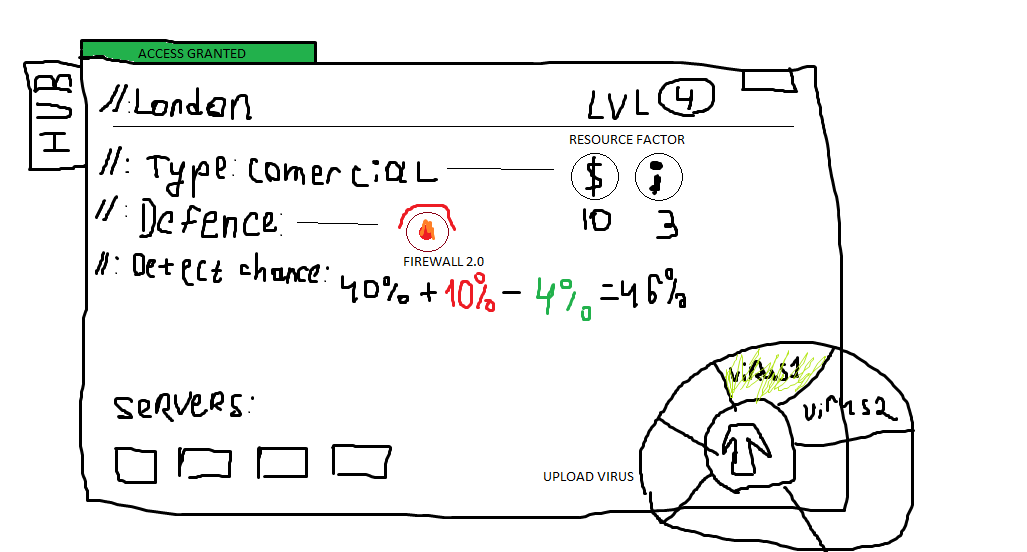 ACCESS GRANTED
HUB
//:London
LVL 4
RESOURCE FACTOR
//: Type: comercial
$ i
//: Defence:
10 3
FIREWALL 2.0
//: Detect chance: 40% + 10% - 4% = 46%
virus1
virus2
SERVERS:
UPLOAD VIRUS